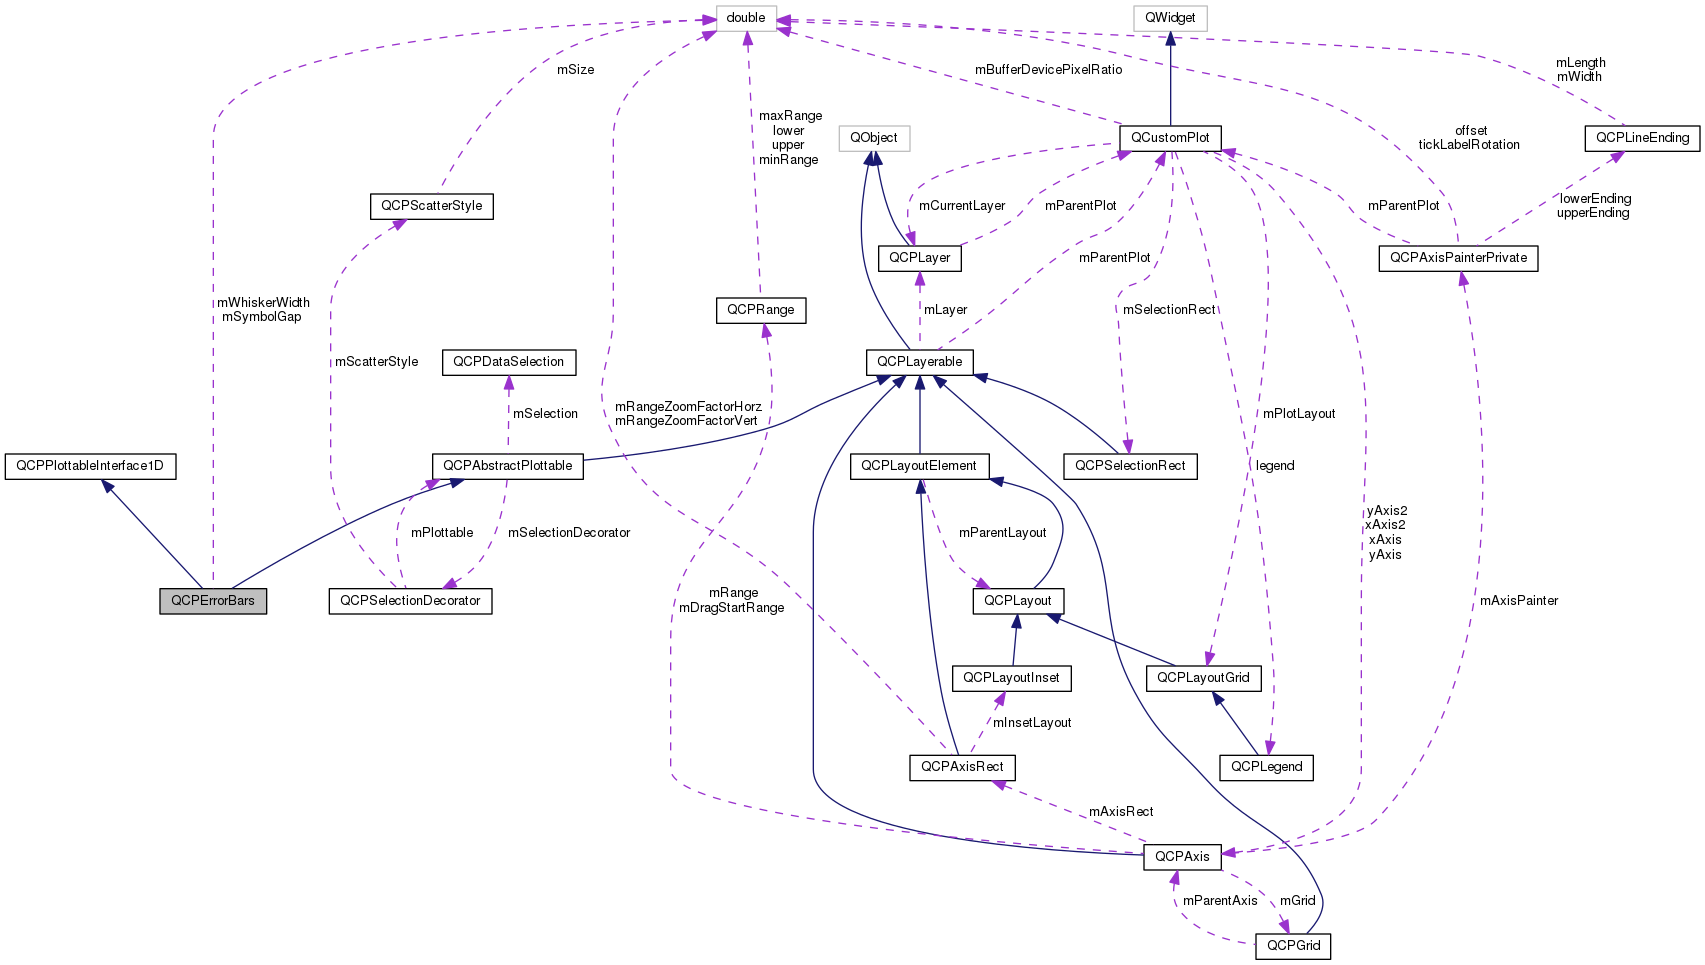 double
QWidget
mSize
mBufferDevicePixelRatio
mLength
mWidth
maxRange
lower
upper
minRange
QObject
QCustomPlot
offset
tickLabelRotation
QCPLineEnding
QCPScatterStyle
mCurrentLayer
mParentPlot
mParentPlot
lowerEnding
upperEnding
QCPLayer
mParentPlot
QCPAxisPainterPrivate
mWhiskerWidth
mSymbolGap
QCPRange
mLayer
mSelectionRect
mScatterStyle
QCPDataSelection
QCPLayerable
mSelection
mRangeZoomFactorHorz
mRangeZoomFactorVert
mPlotLayout
QCPPlottableInterface1D
QCPAbstractPlottable
QCPLayoutElement
QCPSelectionRect
legend
mPlottable
mSelectionDecorator
mParentLayout
yAxis2
xAxis2
xAxis
yAxis
QCPErrorBars
QCPSelectionDecorator
mRange
mDragStartRange
QCPLayout
mAxisPainter
QCPLayoutInset
QCPLayoutGrid
mInsetLayout
QCPAxisRect
QCPLegend
mAxisRect
QCPAxis
mParentAxis
mGrid
QCPGrid